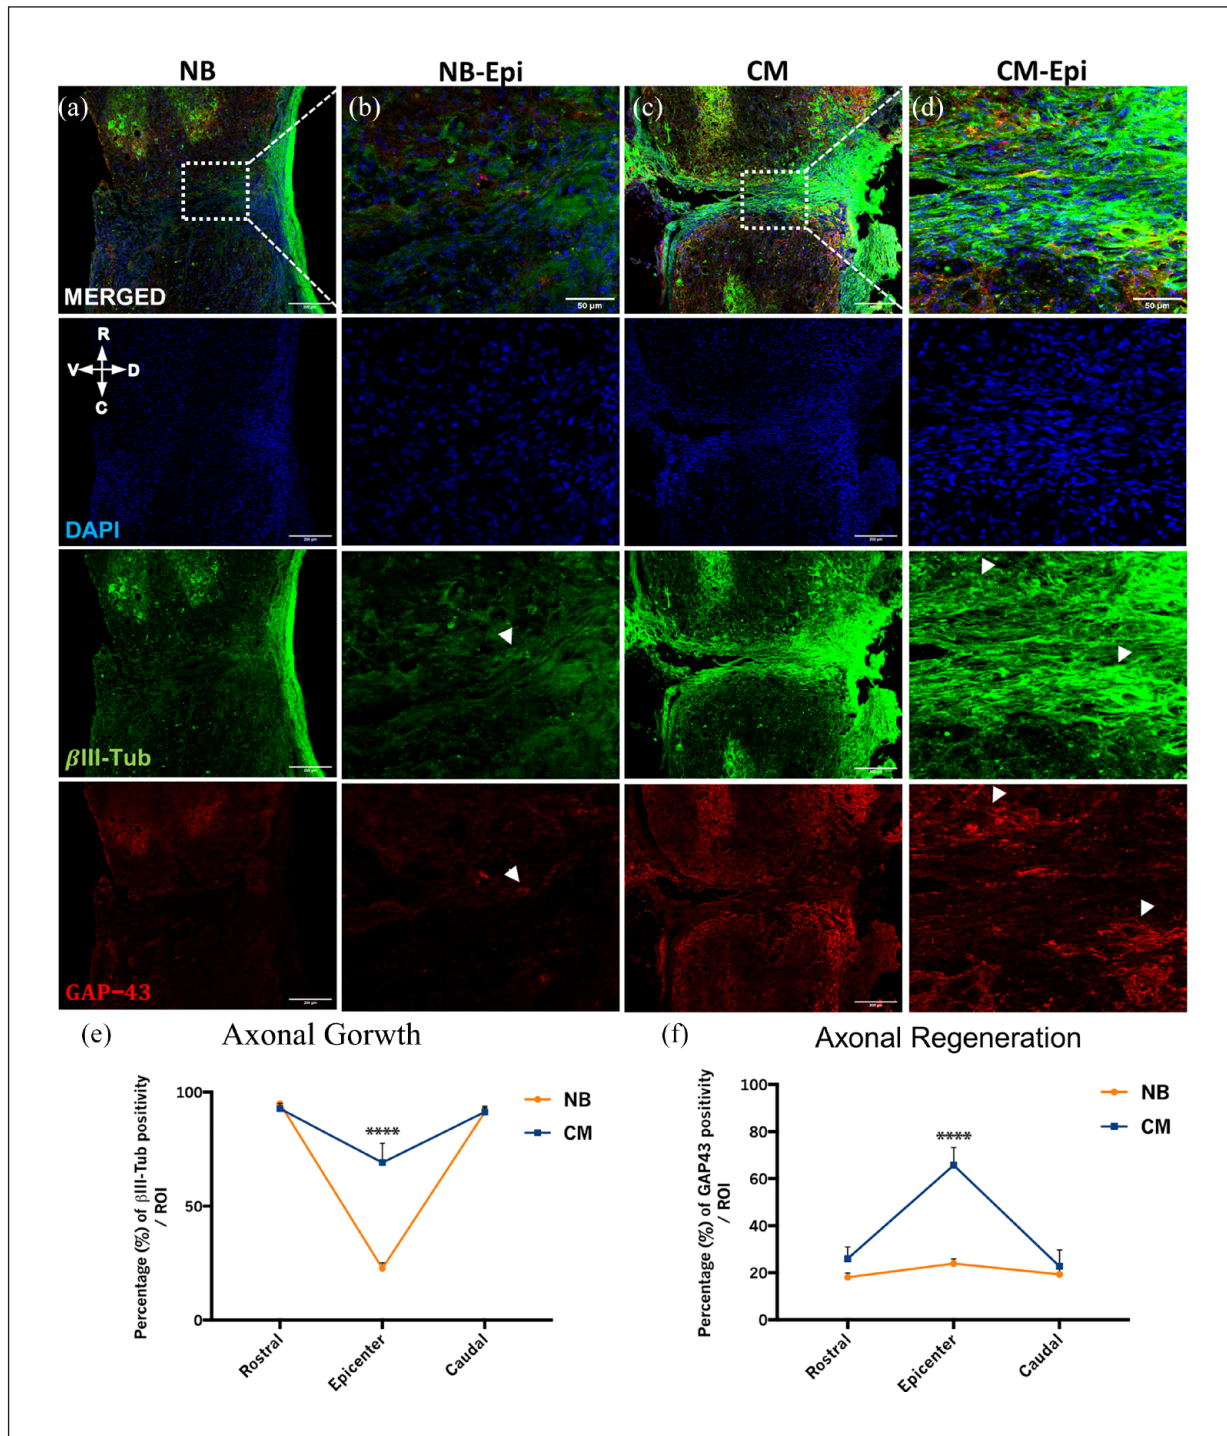 NB NB-Epi CM CM-Epi
(a) (b) (c) (d)
MERGED
50 µm
50 µm
R
V D
C
DAPI
200 µm
βIII-Tub
GAP-43
(e) Axonal Gorwth
Percentage (%) of βIII-Tub positivity
/ ROI
100
50
0
****
NB
CM
Rostral
Epicenter
Caudal
(f) Axonal Regeneration
Percentage (%) of GAP43 positivity
/ ROI
100
80
60
40
20
0
****
NB
CM
Rostral
Epicenter
Caudal